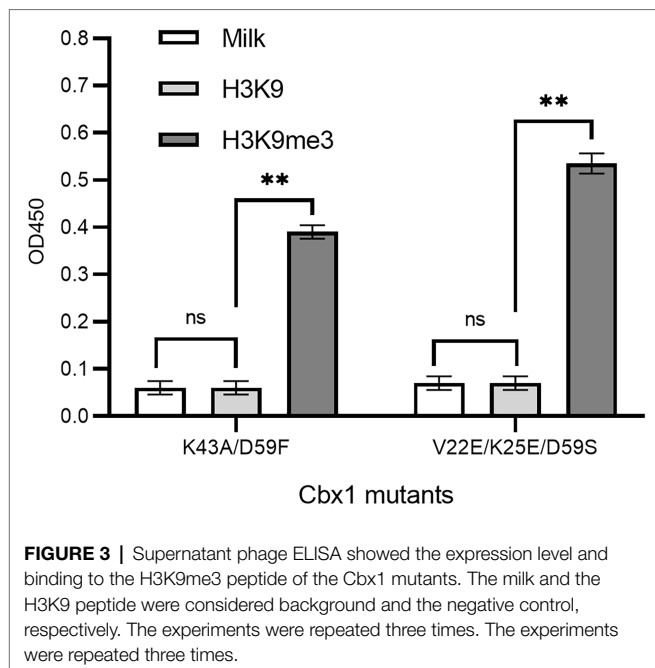 0.8
0.7
0.6
0.5
0.4
0.3
0.2
0.1
0.0
OD450
Milk
H3K9
H3K9me3
ns
**
ns
**
K43A/D59F
V22E/K25E/D59S
Cbx1 mutants
FIGURE 3 | Supernatant phage ELISA showed the expression level and
binding to the H3K9me3 peptide of the Cbx1 mutants. The milk and the
H3K9 peptide were considered background and the negative control,
respectively. The experiments were repeated three times. The experiments
were repeated three times.